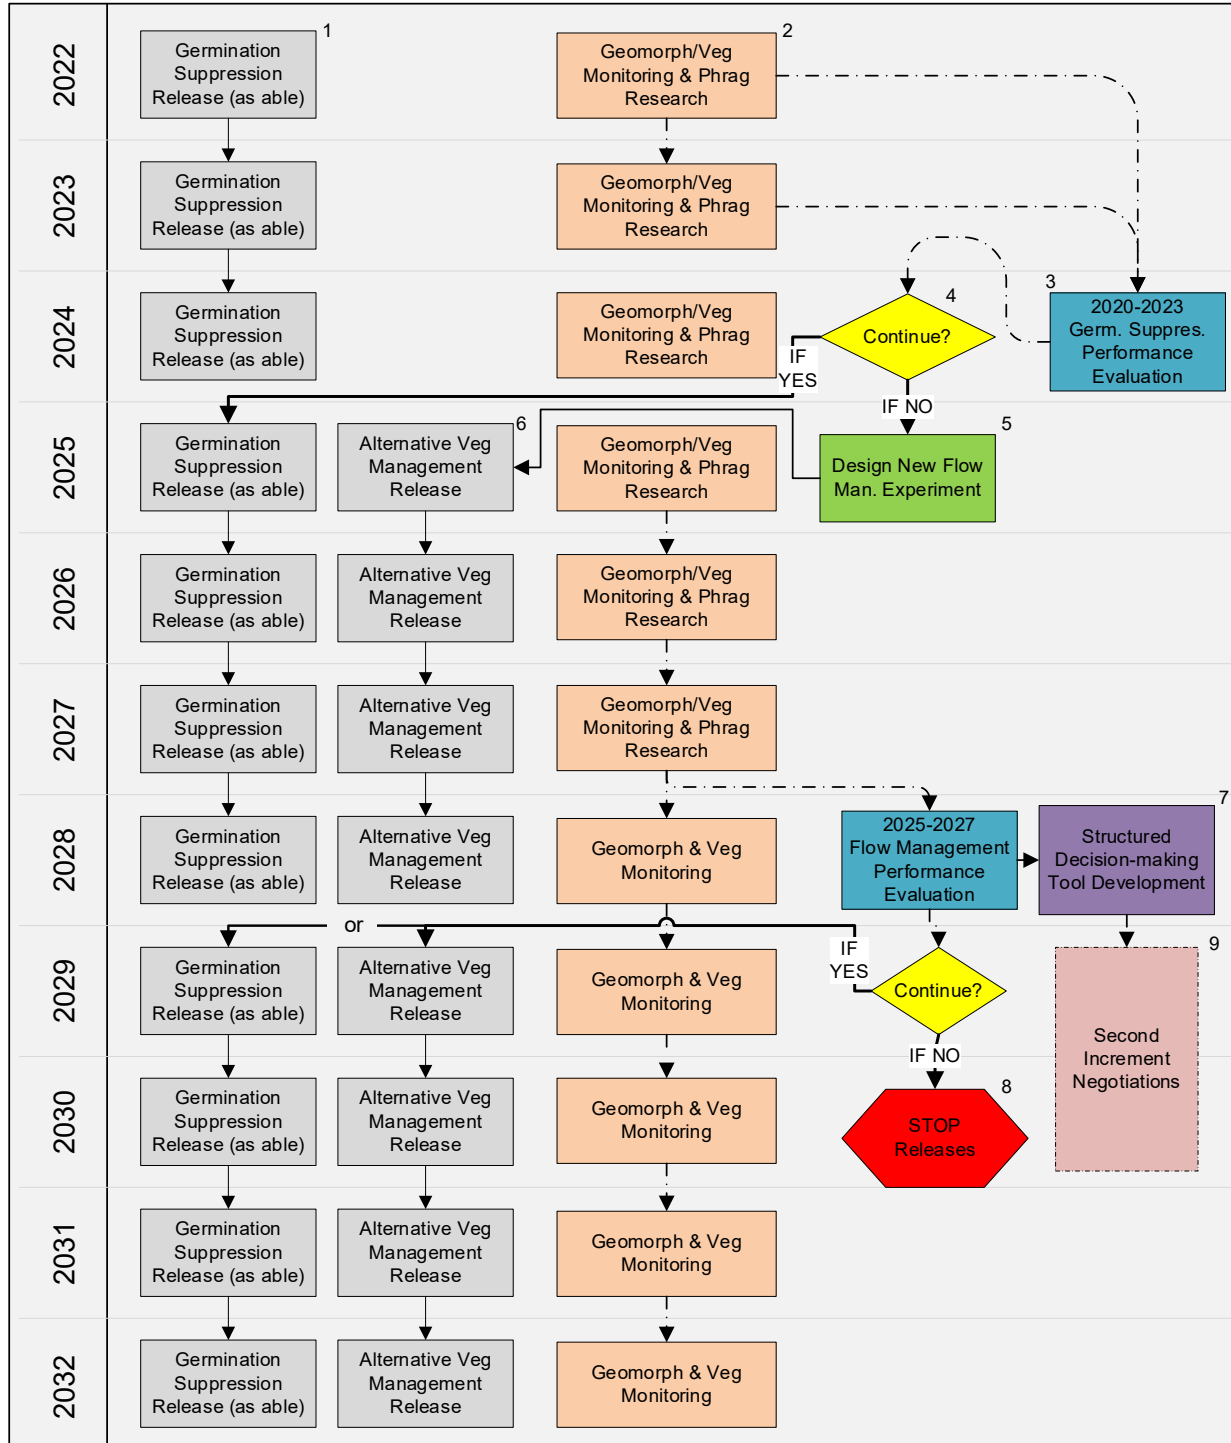 2022
Germination
Suppression
Release (as able)
1
Geomorph/Veg
Monitoring & Phrag
Research
2
2023
Germination
Suppression
Release (as able)
Geomorph/Veg
Monitoring & Phrag
Research
2024
Germination
Suppression
Release (as able)
Geomorph/Veg
Monitoring & Phrag
Research
Continue?
4
IF
YES
IF NO
3
2020-2023
Germ. Suppres.
Performance
Evaluation
2025
Germination
Suppression
Release (as able)
Alternative Veg
Management
Release
6
Geomorph/Veg
Monitoring & Phrag
Research
Design New Flow
Man. Experiment
5
2026
Germination
Suppression
Release (as able)
Alternative Veg
Management
Release
Geomorph/Veg
Monitoring & Phrag
Research
2027
Germination
Suppression
Release (as able)
Alternative Veg
Management
Release
Geomorph/Veg
Monitoring & Phrag
Research
2028
Germination
Suppression
Release (as able)
Alternative Veg
Management
Release
Geomorph & Veg
Monitoring
2025-2027
Flow Management
Performance
Evaluation
Structured
Decision-making
Tool Development
7
or
2029
Germination
Suppression
Release (as able)
Alternative Veg
Management
Release
Geomorph & Veg
Monitoring
IF
YES
Continue?
IF NO
Second
Increment
Negotiations
9
2030
Germination
Suppression
Release (as able)
Alternative Veg
Management
Release
Geomorph & Veg
Monitoring
STOP
Releases
8
2031
Germination
Suppression
Release (as able)
Alternative Veg
Management
Release
Geomorph & Veg
Monitoring
2032
Germination
Suppression
Release (as able)
Alternative Veg
Management
Release
Geomorph & Veg
Monitoring